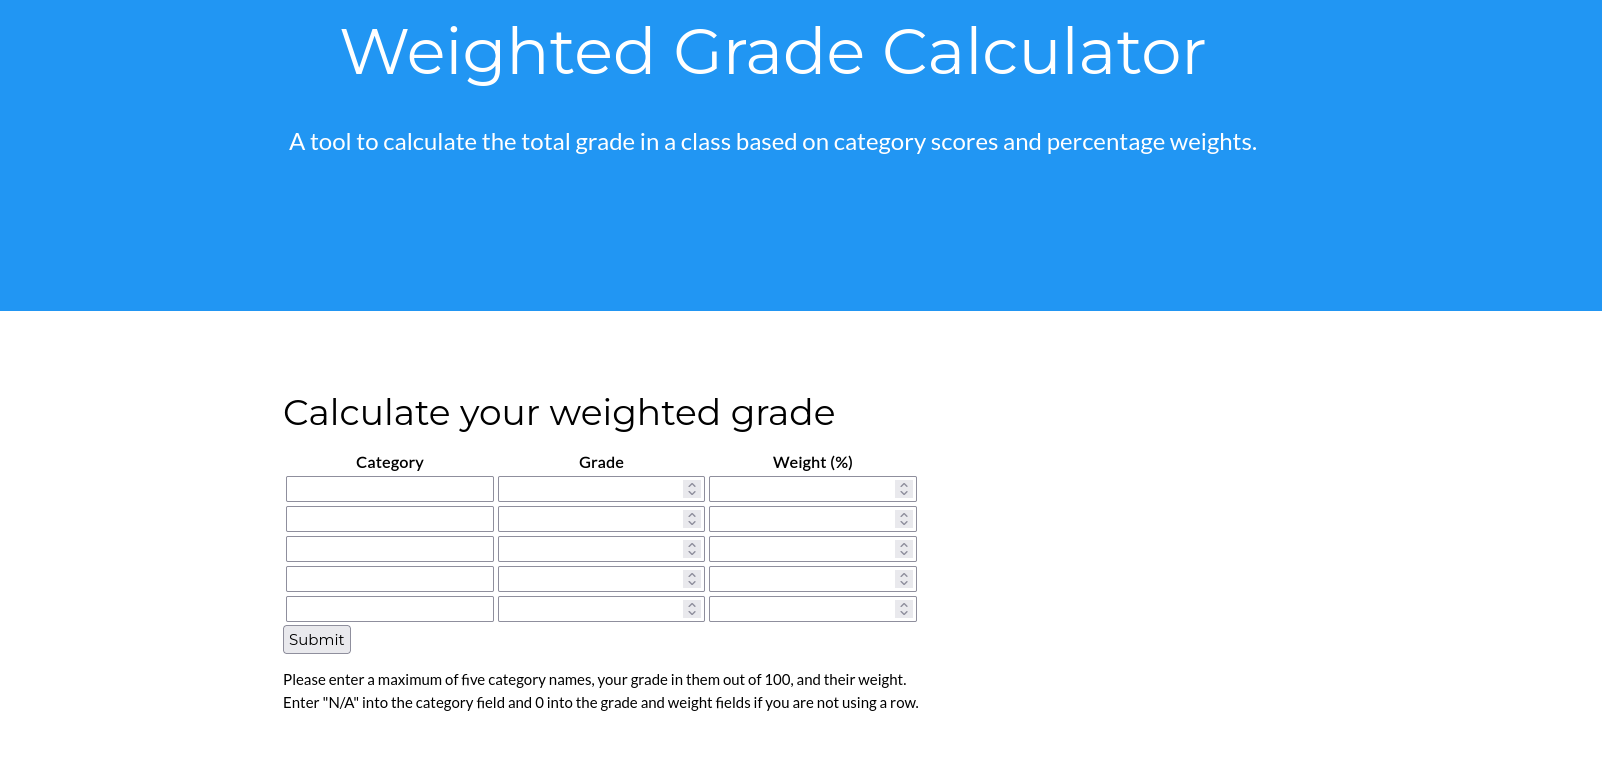 Weighted Grade Calculator
A tool to calculate the total grade in a class based on category scores and percentage weights.
Calculate your weighted grade
Category Grade Weight (%)
Submit
Please enter a maximum of five category names, your grade in them out of 100, and their weight.
Enter "N/A" into the category field and 0 into the grade and weight fields if you are not using a row.